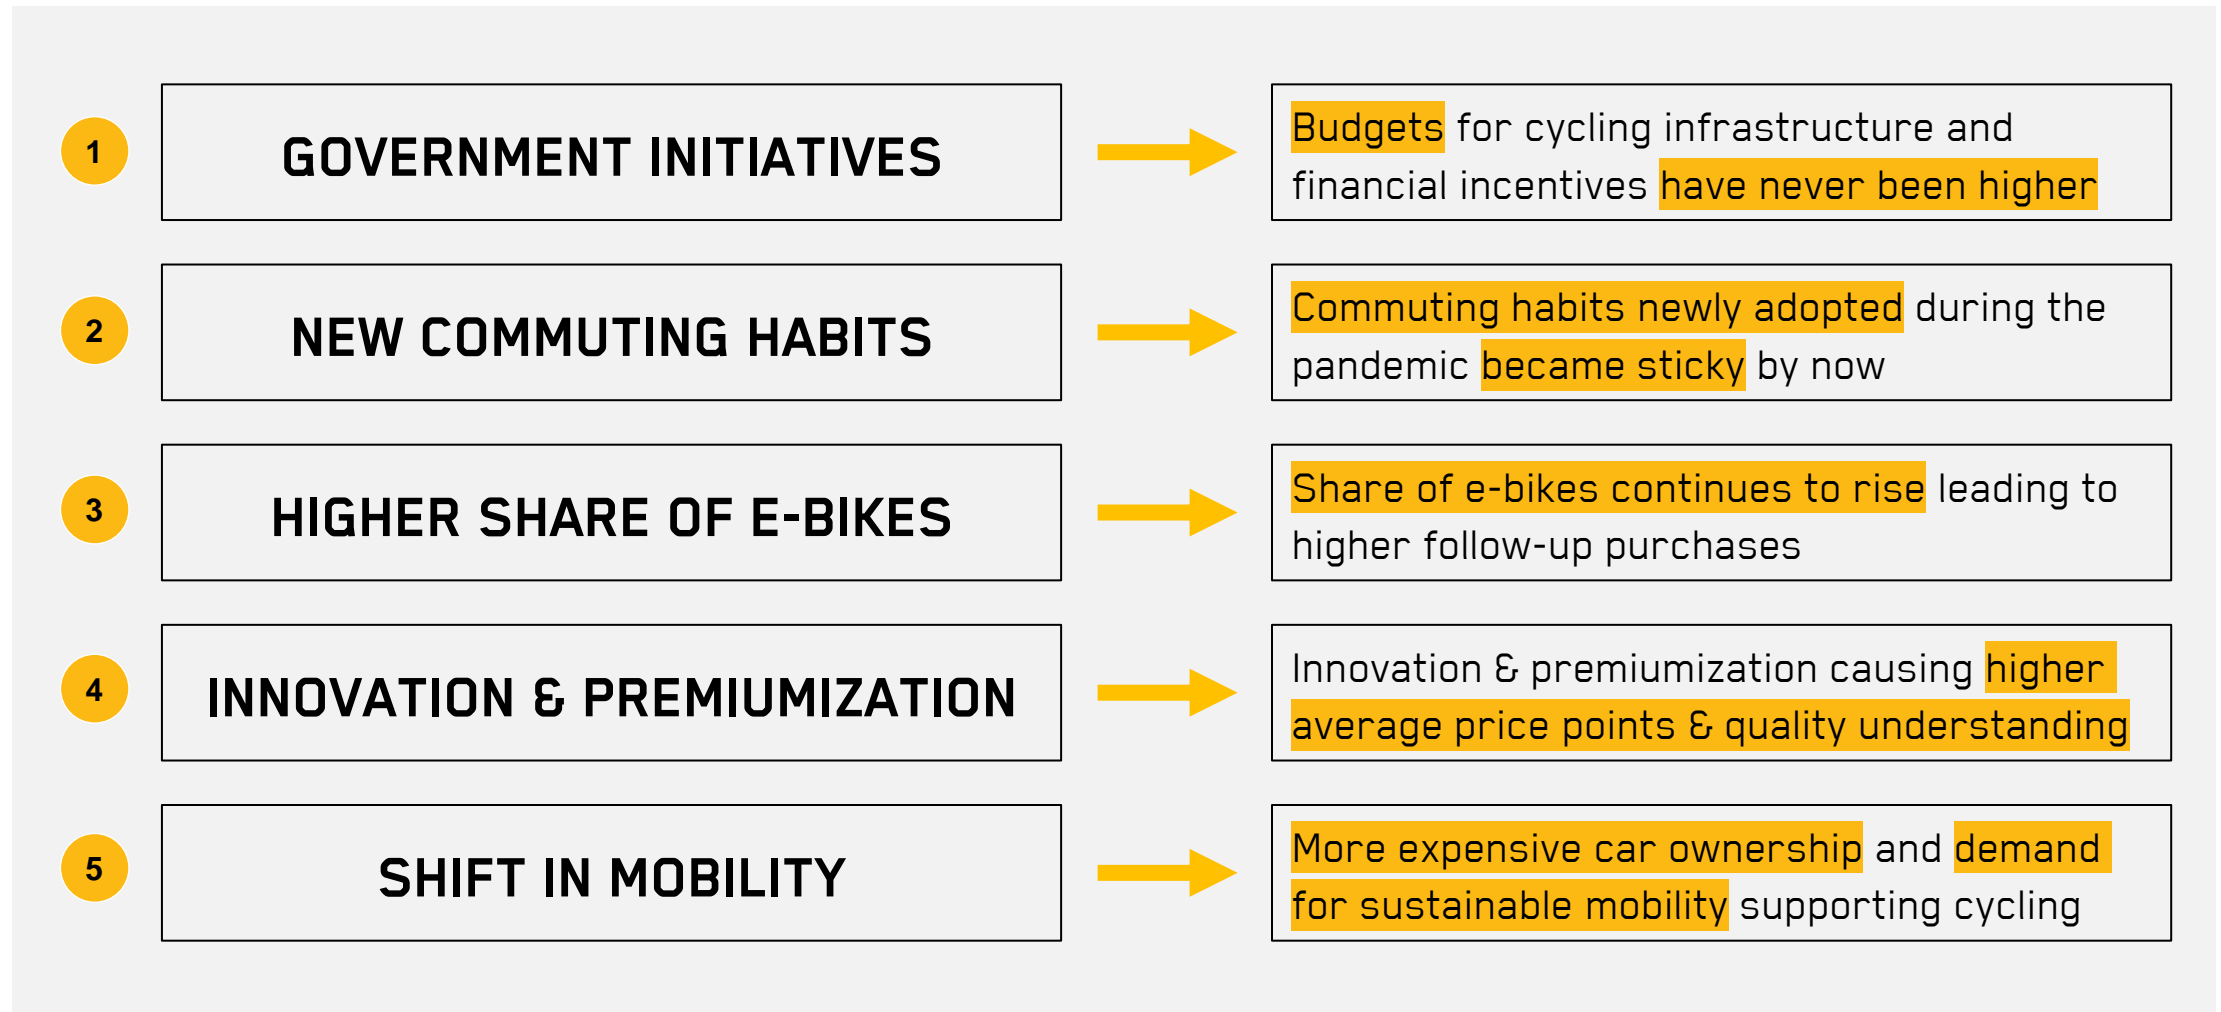 1
GOVERNMENT INITIATIVES
Budgets for cycling infrastructure and
financial incentives have never been higher
2
NEW COMMUTING HABITS
Commuting habits newly adopted during the
pandemic became sticky by now
3
HIGHER SHARE OF E-BIKES
Share of e-bikes continues to rise leading to
higher follow-up purchases
4
INNOVATION & PREMIUMIZATION
Innovation & premiumization causing higher
average price points & quality understanding
5
SHIFT IN MOBILITY
More expensive car ownership and demand
for sustainable mobility supporting cycling